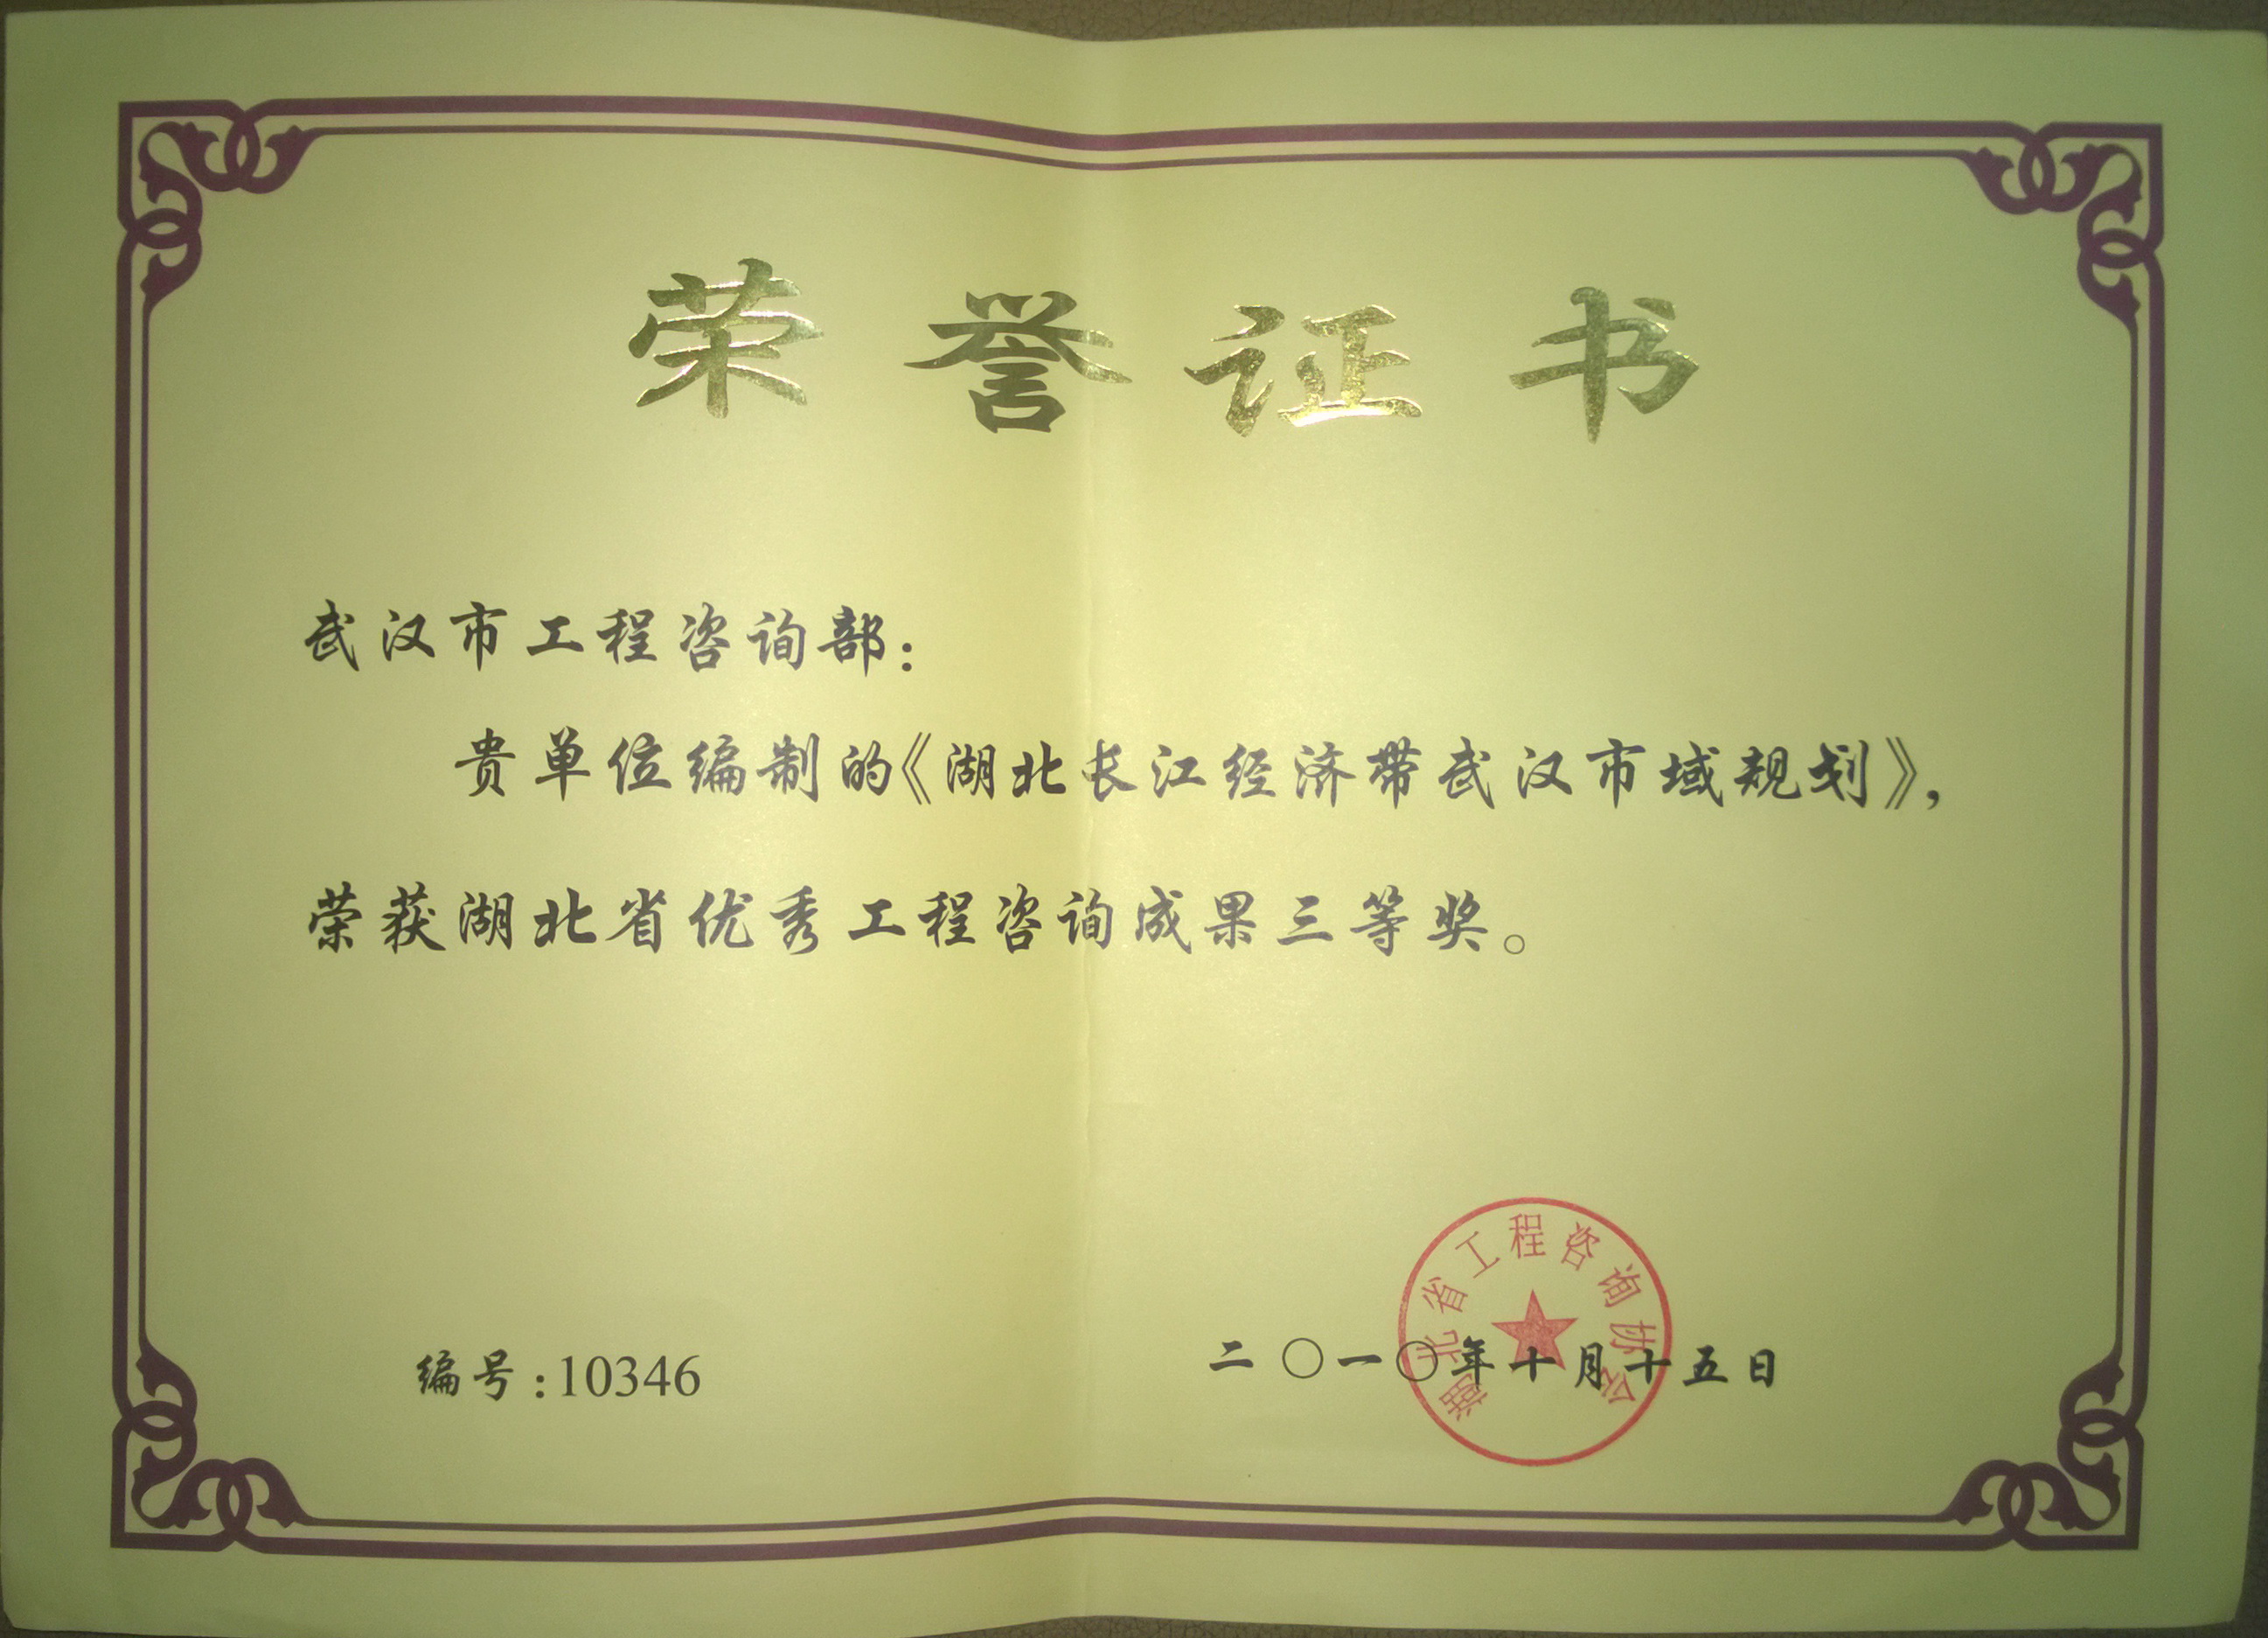 荣誉证书
武汉市工程咨询部：
贵单位编制的《湖北长江经济带武汉市域规划》，
荣获湖北省优秀工程咨询成果三等奖。
湖北省工程咨询协会
编号：10346
二〇一〇年十月十五日